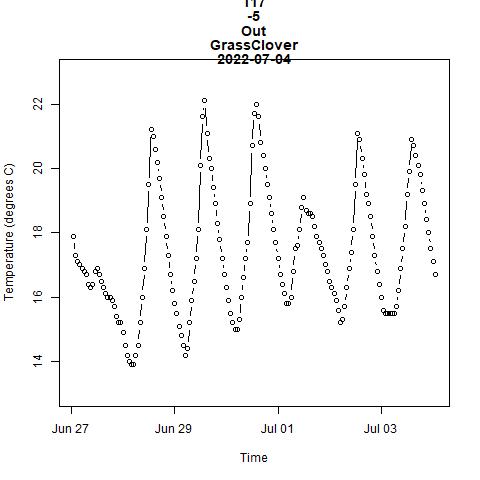 117
-5
Out
GrassClover
2022-07-04
Temperature (degrees C)
22
20
18
16
14
Jun 27
Jun 29
Jul 01
Jul 03
Time